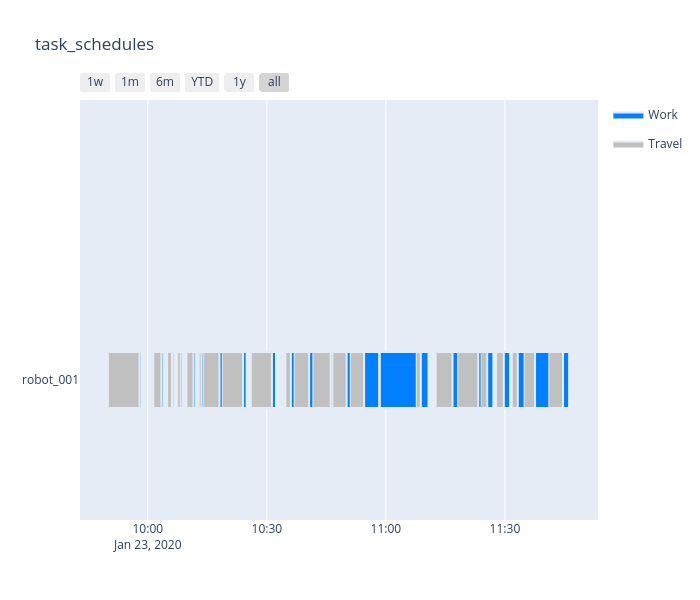 task_schedules
1w 1m 6m YTD 1y all
Work
Travel
robot_001
10:00 10:30 11:00 11:30
Jan 23, 2020